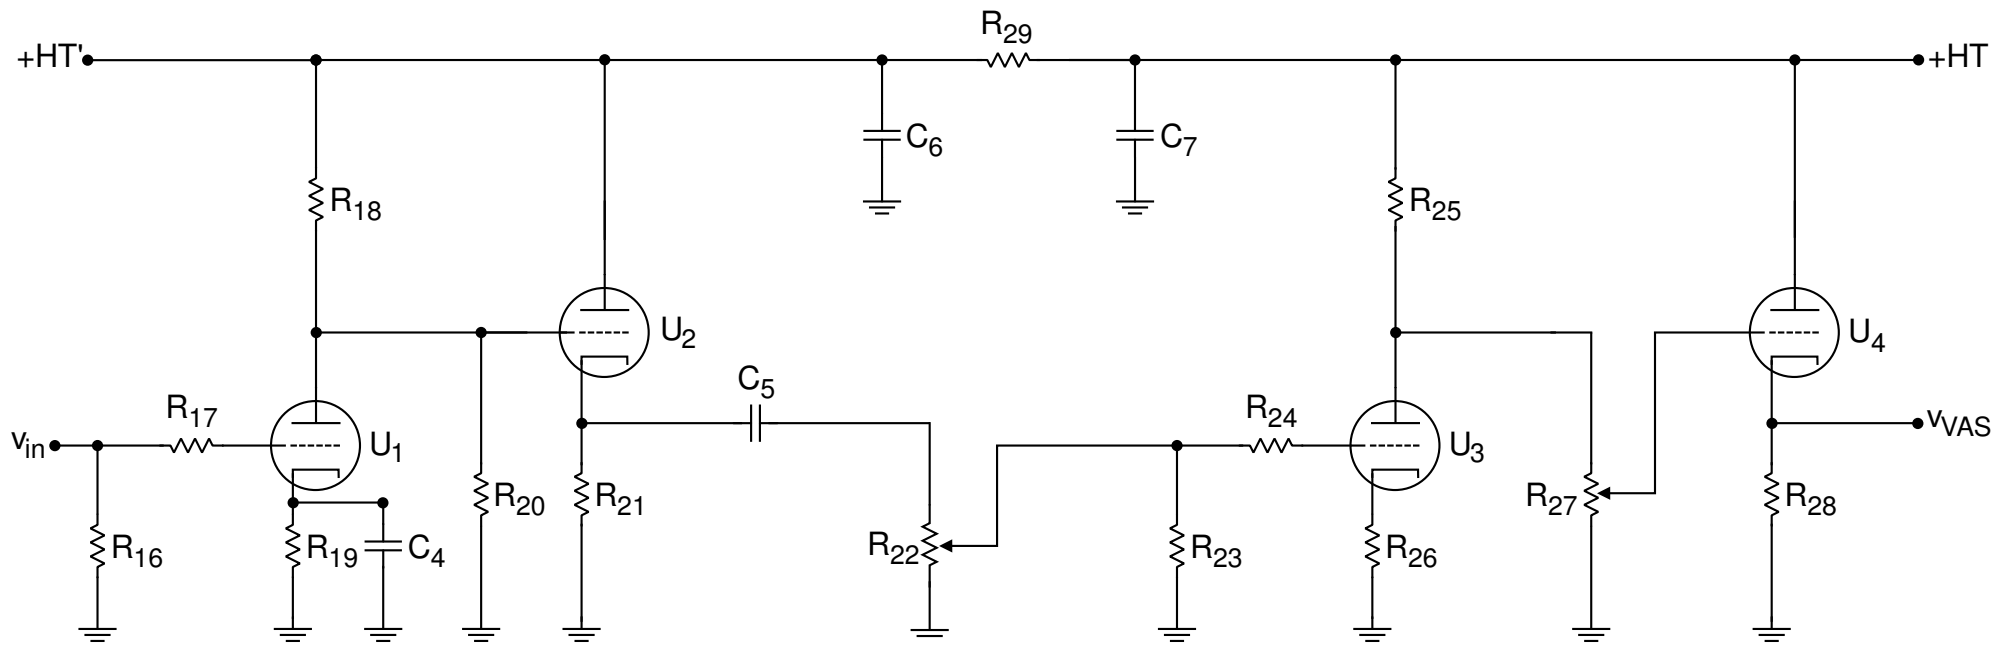 R29
+HT'
+HT
C6
C7
R18
R25
U2
U4
C5
R17
R24
vin
U1
U3
vVAS
R20
R21
R27
R28
R16
R19
C4
R22
R23
R26